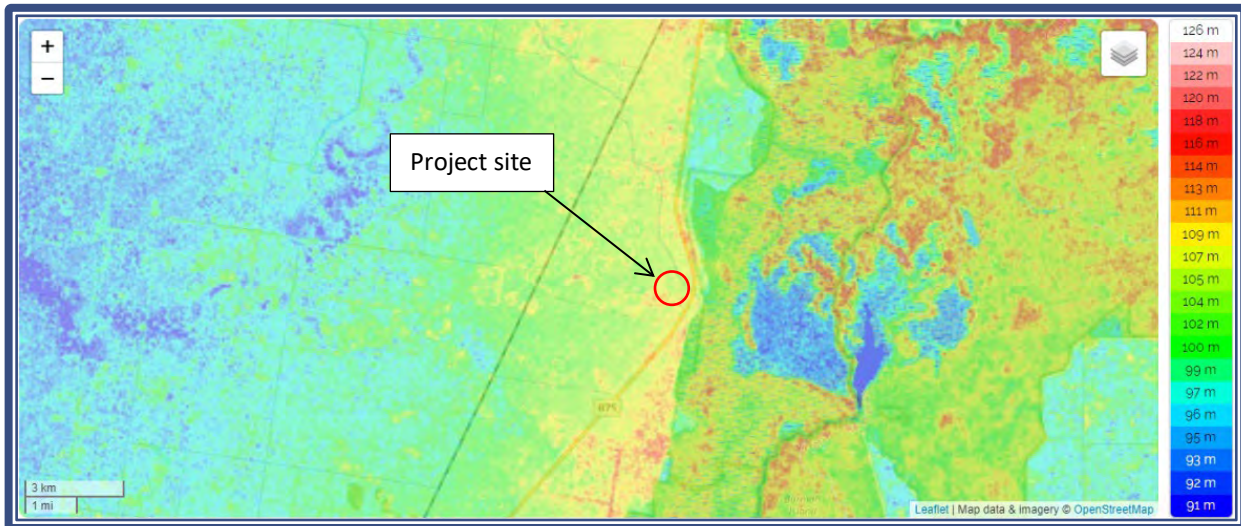 +
−
Project site
B75
3 km
1 mi
Leaflet | Map data & imagery © OpenStreetMap
126 m
124 m
122 m
120 m
118 m
116 m
114 m
113 m
111 m
109 m
107 m
105 m
104 m
102 m
100 m
99 m
97 m
96 m
95 m
93 m
92 m
91 m